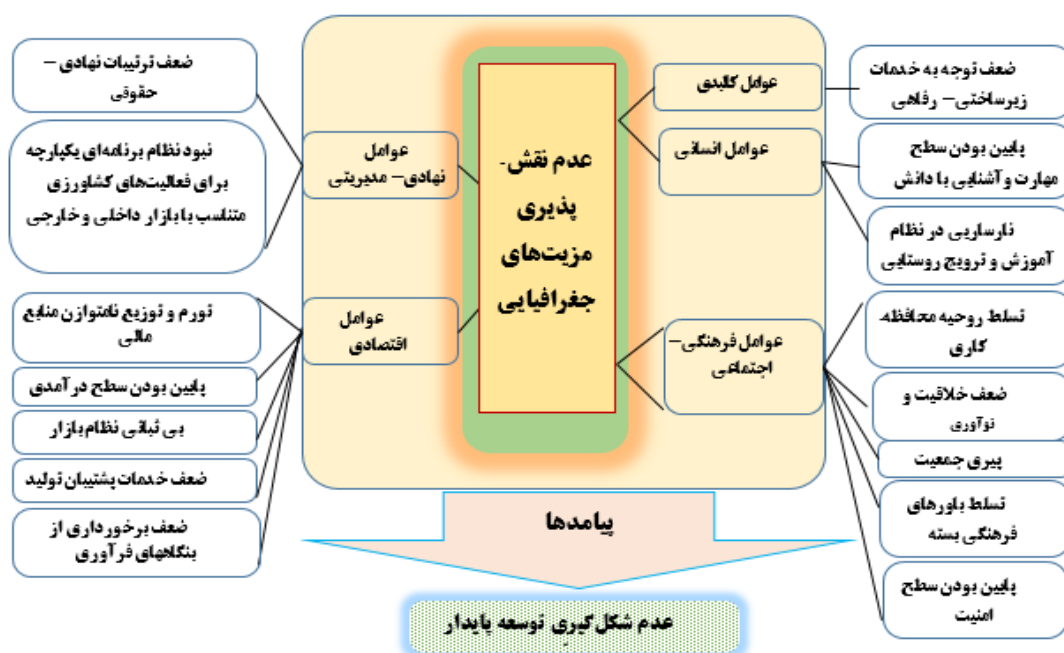 ضعف توجه به خدمات
زیرساختی– رفاهی
پایین بودن سطح
مهارت و آشنایی با دانش
نارسایی در نظام
آموزش و ترویج روستایی
تسلط روحیه محافظه-
کاری
ضعف خلاقیت و
نوآوری
پیری جمعیت
تسلط باورهای
فرهنگی بسته
پایین بودن سطح
امنیت
عوامل کالبدی
عوامل انسانی
عوامل فرهنگی–
اجتماعی
عدم نقش-
پذیری
مزیت‌های
جغرافیایی
عوامل
نهادی– مدیریتی
عوامل
اقتصادی
ضعف ترتیبات نهادی –
حقوقی
نبود نظام برنامه‌ای یکپارچه
برای فعالیت‌های کشاورزی
متناسب با بازار داخلی و خارجی
تورم و توزیع نامتوازن منابع
مالی
پایین بودن سطح درآمدی
بی ثباتی نظام بازار
ضعف خدمات پشتیبان تولید
ضعف برخورداری از
بنگاههای فرآوری
پیامدها
عدم شکل‌گیری توسعه پایدار